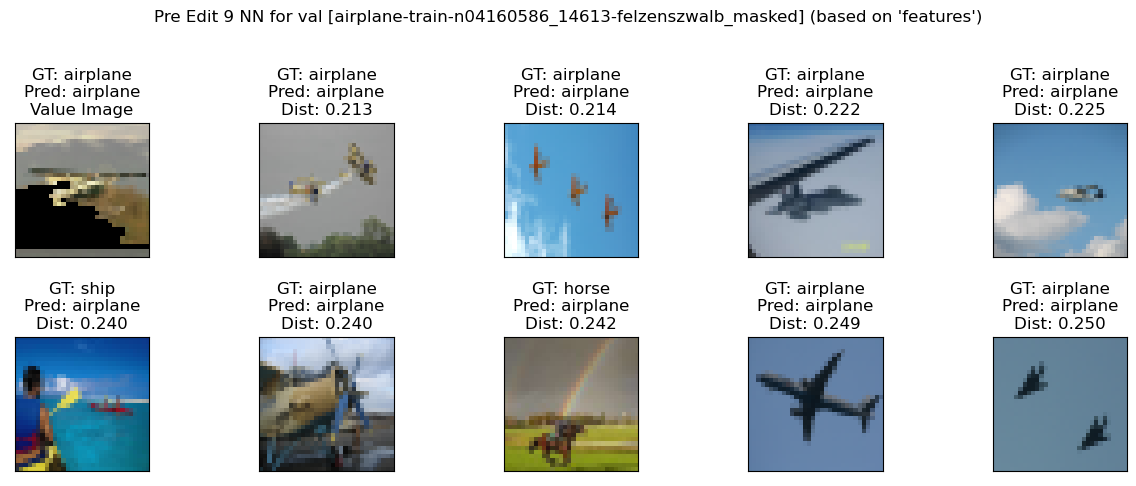 Pre Edit 9 NN for val [airplane-train-n04160586_14613-felzenszwalb_masked] (based on 'features')
GT: airplane
Pred: airplane
Value Image
GT: airplane
Pred: airplane
Dist: 0.213
GT: airplane
Pred: airplane
Dist: 0.214
GT: airplane
Pred: airplane
Dist: 0.222
GT: airplane
Pred: airplane
Dist: 0.225
GT: ship
Pred: airplane
Dist: 0.240
GT: airplane
Pred: airplane
Dist: 0.240
GT: horse
Pred: airplane
Dist: 0.242
GT: airplane
Pred: airplane
Dist: 0.249
GT: airplane
Pred: airplane
Dist: 0.250